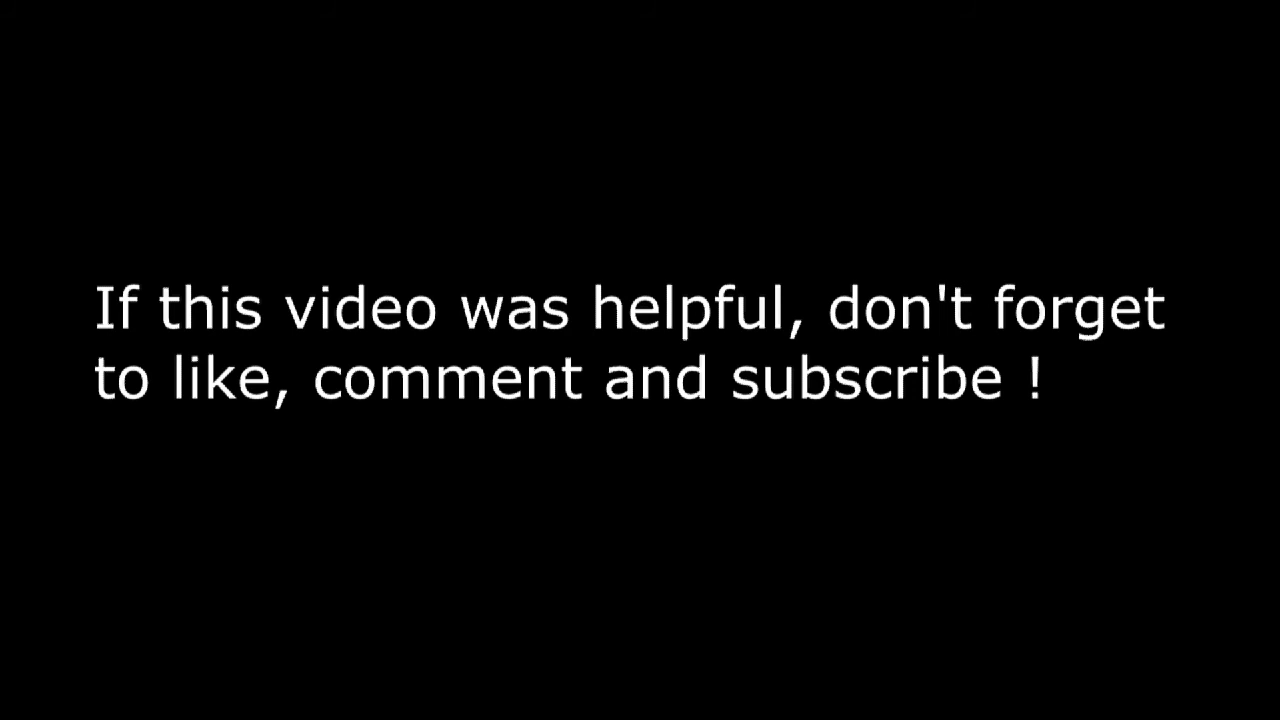 If this video was helpful, don't forget
to like, comment and subscribe !